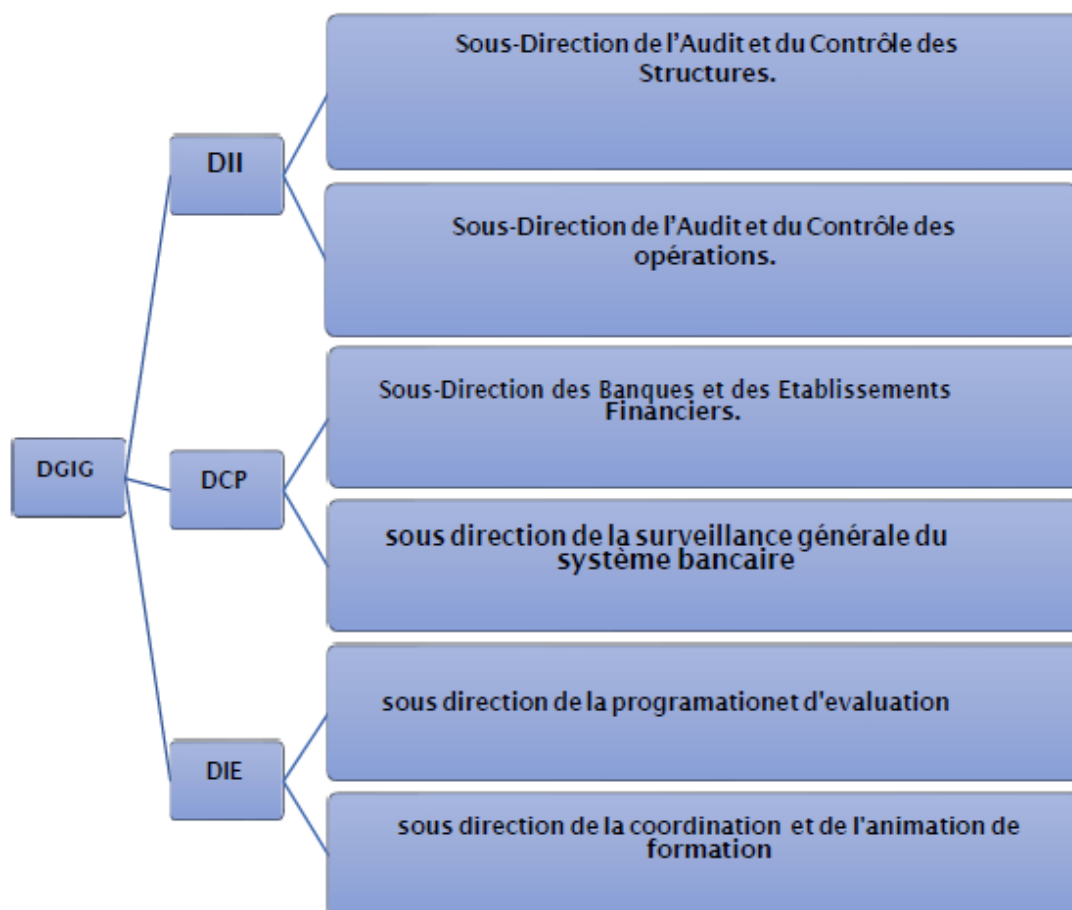 Sous-Direction de l’Audit et du Contrôle des
Structures.
DII
Sous-Direction de l’Audit et du Contrôle des
opérations.
Sous-Direction des Banques et des Etablissements
Financiers.
DGIG
DCP
sous direction de la surveillance générale du
système bancaire
sous direction de la programationet d'evaluation
DIE
sous direction de la coordination et de l'animation de
formation